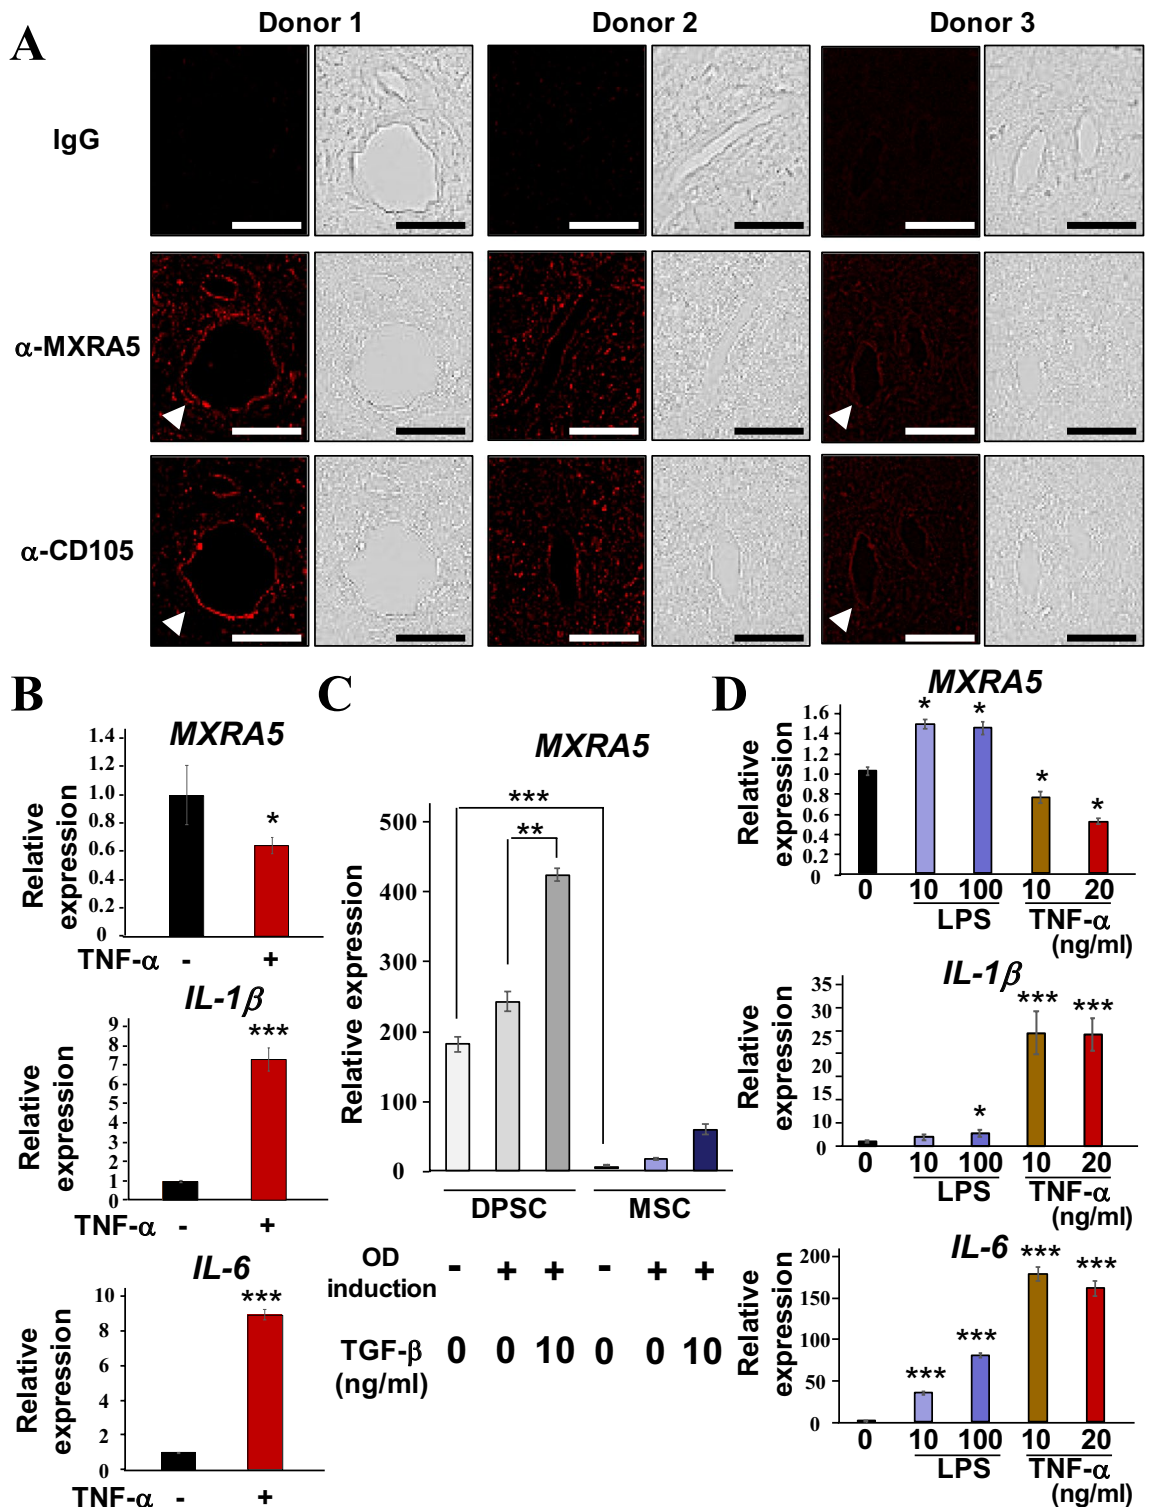 Donor 1 Donor 2 Donor 3
A
IgG
α-MXRA5
α-CD105
B
MXRA5
Relative expression
1.4
1.2
1.0
0.8
0.6
0.4
0.2
0
*
TNF-α - +
IL-1β
Relative expression
9
8
7
6
5
4
3
2
1
0
***
TNF-α - +
IL-6
Relative expression
10
8
6
4
2
0
***
TNF-α - +
C
MXRA5
Relative expression
500
400
300
200
100
0
***
**
DPSC MSC
OD induction - + + - + +
TGF-β (ng/ml) 0 0 10 0 0 10
D
MXRA5
Relative expression
1.6
1.4
1.2
1.0
0.8
0.6
0.4
0.2
0
* * * *
0 10 100 10 20
LPS TNF-α
(ng/ml)
IL-1β
Relative expression
35
30
25
20
15
10
0
* *** ***
0 10 100 10 20
LPS TNF-α
(ng/ml)
IL-6
Relative expression
200
150
100
50
0
*** *** *** ***
0 10 100 10 20
LPS TNF-α
(ng/ml)